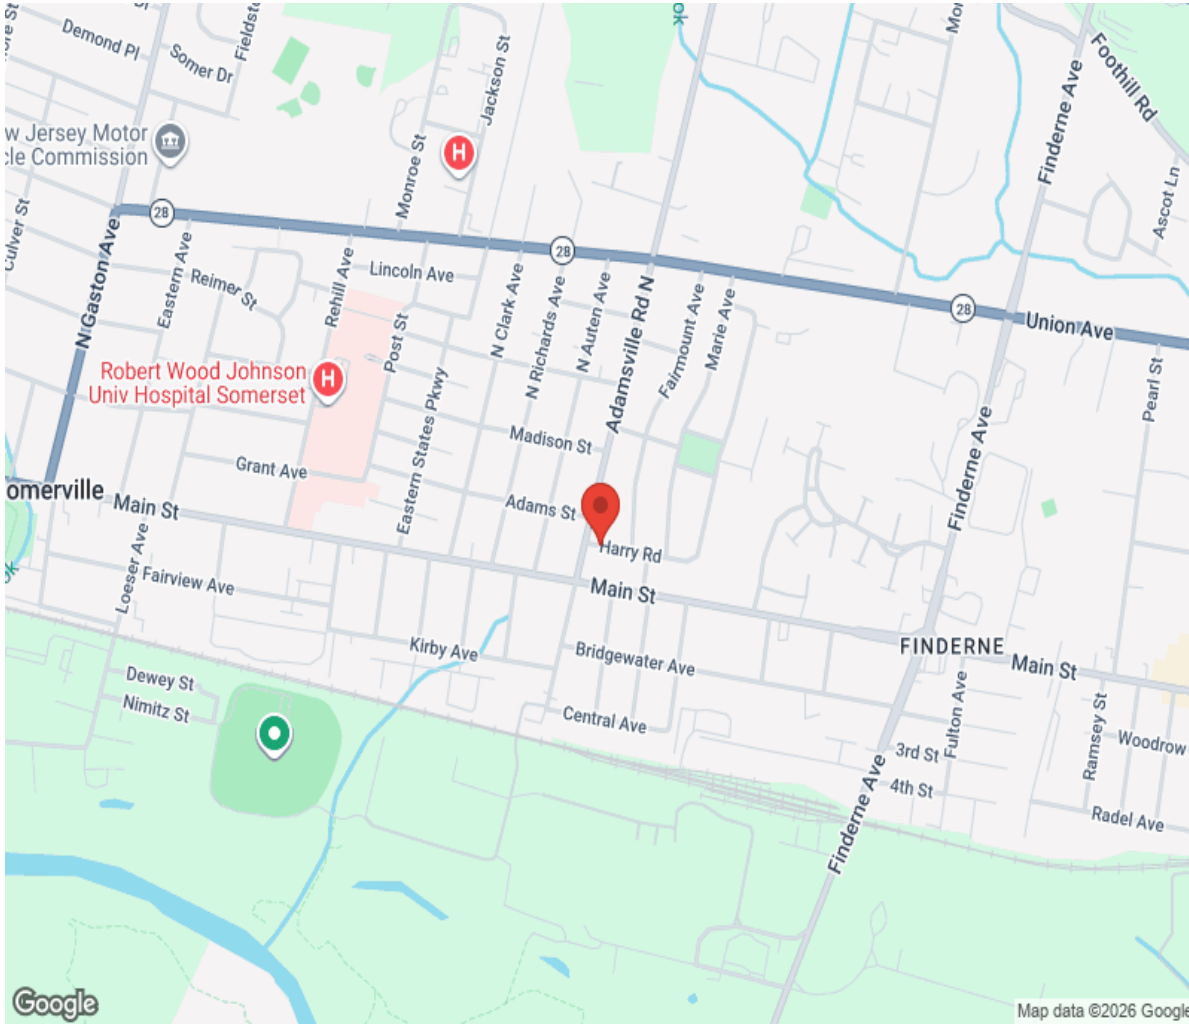 Demond Pl
Somer Dr
Jackson St
Foothill Rd
Finderne Ave
w Jersey Motor
cle Commission
H
Monroe St
Ascot Ln
Culver St
28
N Gaston Ave
Eastern Ave
Reimer St
Rehill Ave
Lincoln Ave
28
N Clark Ave
N Richards Ave
N Auten Ave
Adamsville Rd N
Fairmount Ave
Marie Ave
28
Union Ave
Post St
Robert Wood Johnson
Univ Hospital Somerset
H
Pearl St
Eastern States Pkwy
Madison St
Grant Ave
Finderne Ave
omerville
Main St
Adams St
Harry Rd
Loeser Ave
Fairview Ave
Main St
Kirby Ave
Bridgewater Ave
FINDERNE
Main St
Dewey St
Nimitz St
Central Ave
Fulton Ave
Ramsey St
Woodrow
3rd St
4th St
Finderne Ave
Radel Ave
Google
Map data ©2026 Google